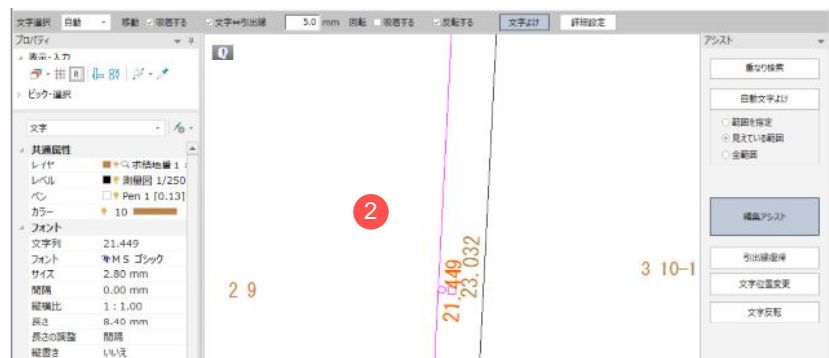 文字選択 自動 移動 吸着する 文字⇔引出線 5.0 mm 回転 吸着する 反転する 文字よけ 詳細設定
プロパティ
表示・入力
R
ピック・選択
文字
共通属性
レイヤ 求積地番 1
レベル 測量図 1/250
ペン Pen 1 [0.13]
カラー 10
フォント
文字列 21.449
フォント MS ゴシック
サイズ 2.80 mm
間隔 0.00 mm
縦横比 1 : 1.00
長さ 8.40 mm
長さの調整 間隔
縦書き いいえ
2
29
21.449
23.032
3 10-1
アシスト
重なり検索
自動文字よけ
範囲を指定
見えている範囲
全範囲
編集アシスト
引出線復帰
文字位置変更
文字反転